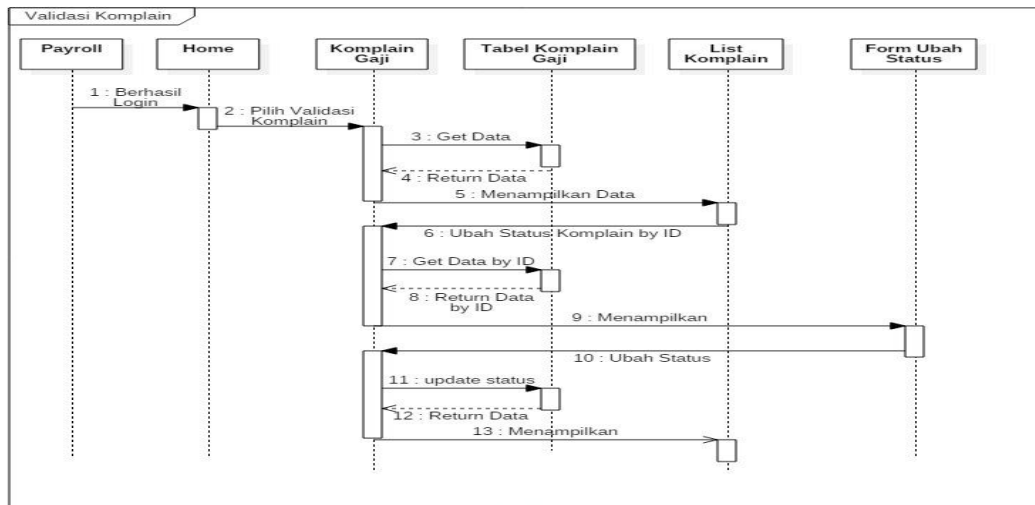 Validasi Komplain
Payroll
Home
Komplain
Gaji
Tabel Komplain
Gaji
List
Komplain
Form Ubah
Status
1 : Berhasil
Login
2 : Pilih Validasi
Komplain
3 : Get Data
4 : Return Data
5 : Menampilkan Data
6 : Ubah Status Komplain by ID
7 : Get Data by ID
8 : Return Data
by ID
9 : Menampilkan
10 : Ubah Status
11 : update status
12 : Return Data
13 : Menampilkan